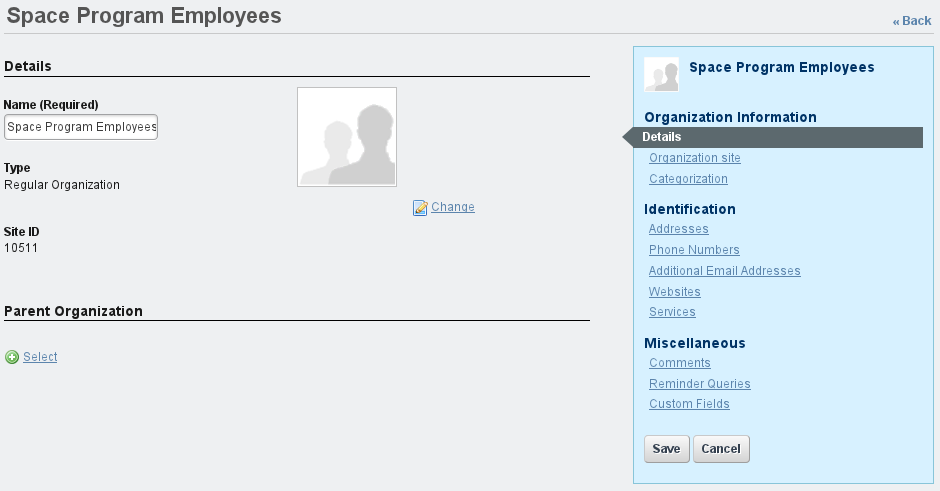 Space Program Employees
« Back
Details
Name (Required)
Space Program Employees
Type
Regular Organization
Change
Site ID
10511
Parent Organization
Select
Space Program Employees
Organization Information
Details
Organization site
Categorization
Identification
Addresses
Phone Numbers
Additional Email Addresses
Websites
Services
Miscellaneous
Comments
Reminder Queries
Custom Fields
Save Cancel